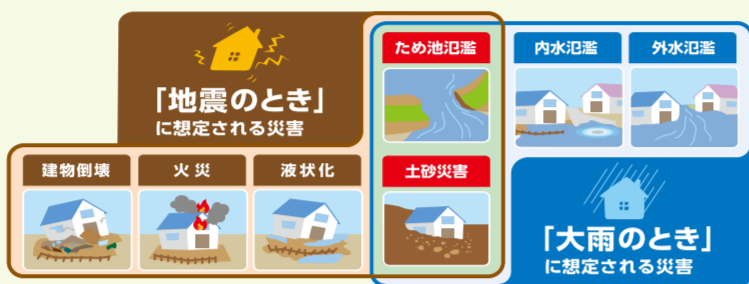 「地震のとき」
に想定される災害
建物倒壊
火災
液状化
ため池氾濫
土砂災害
内水氾濫
外水氾濫
「大雨のとき」
に想定される災害